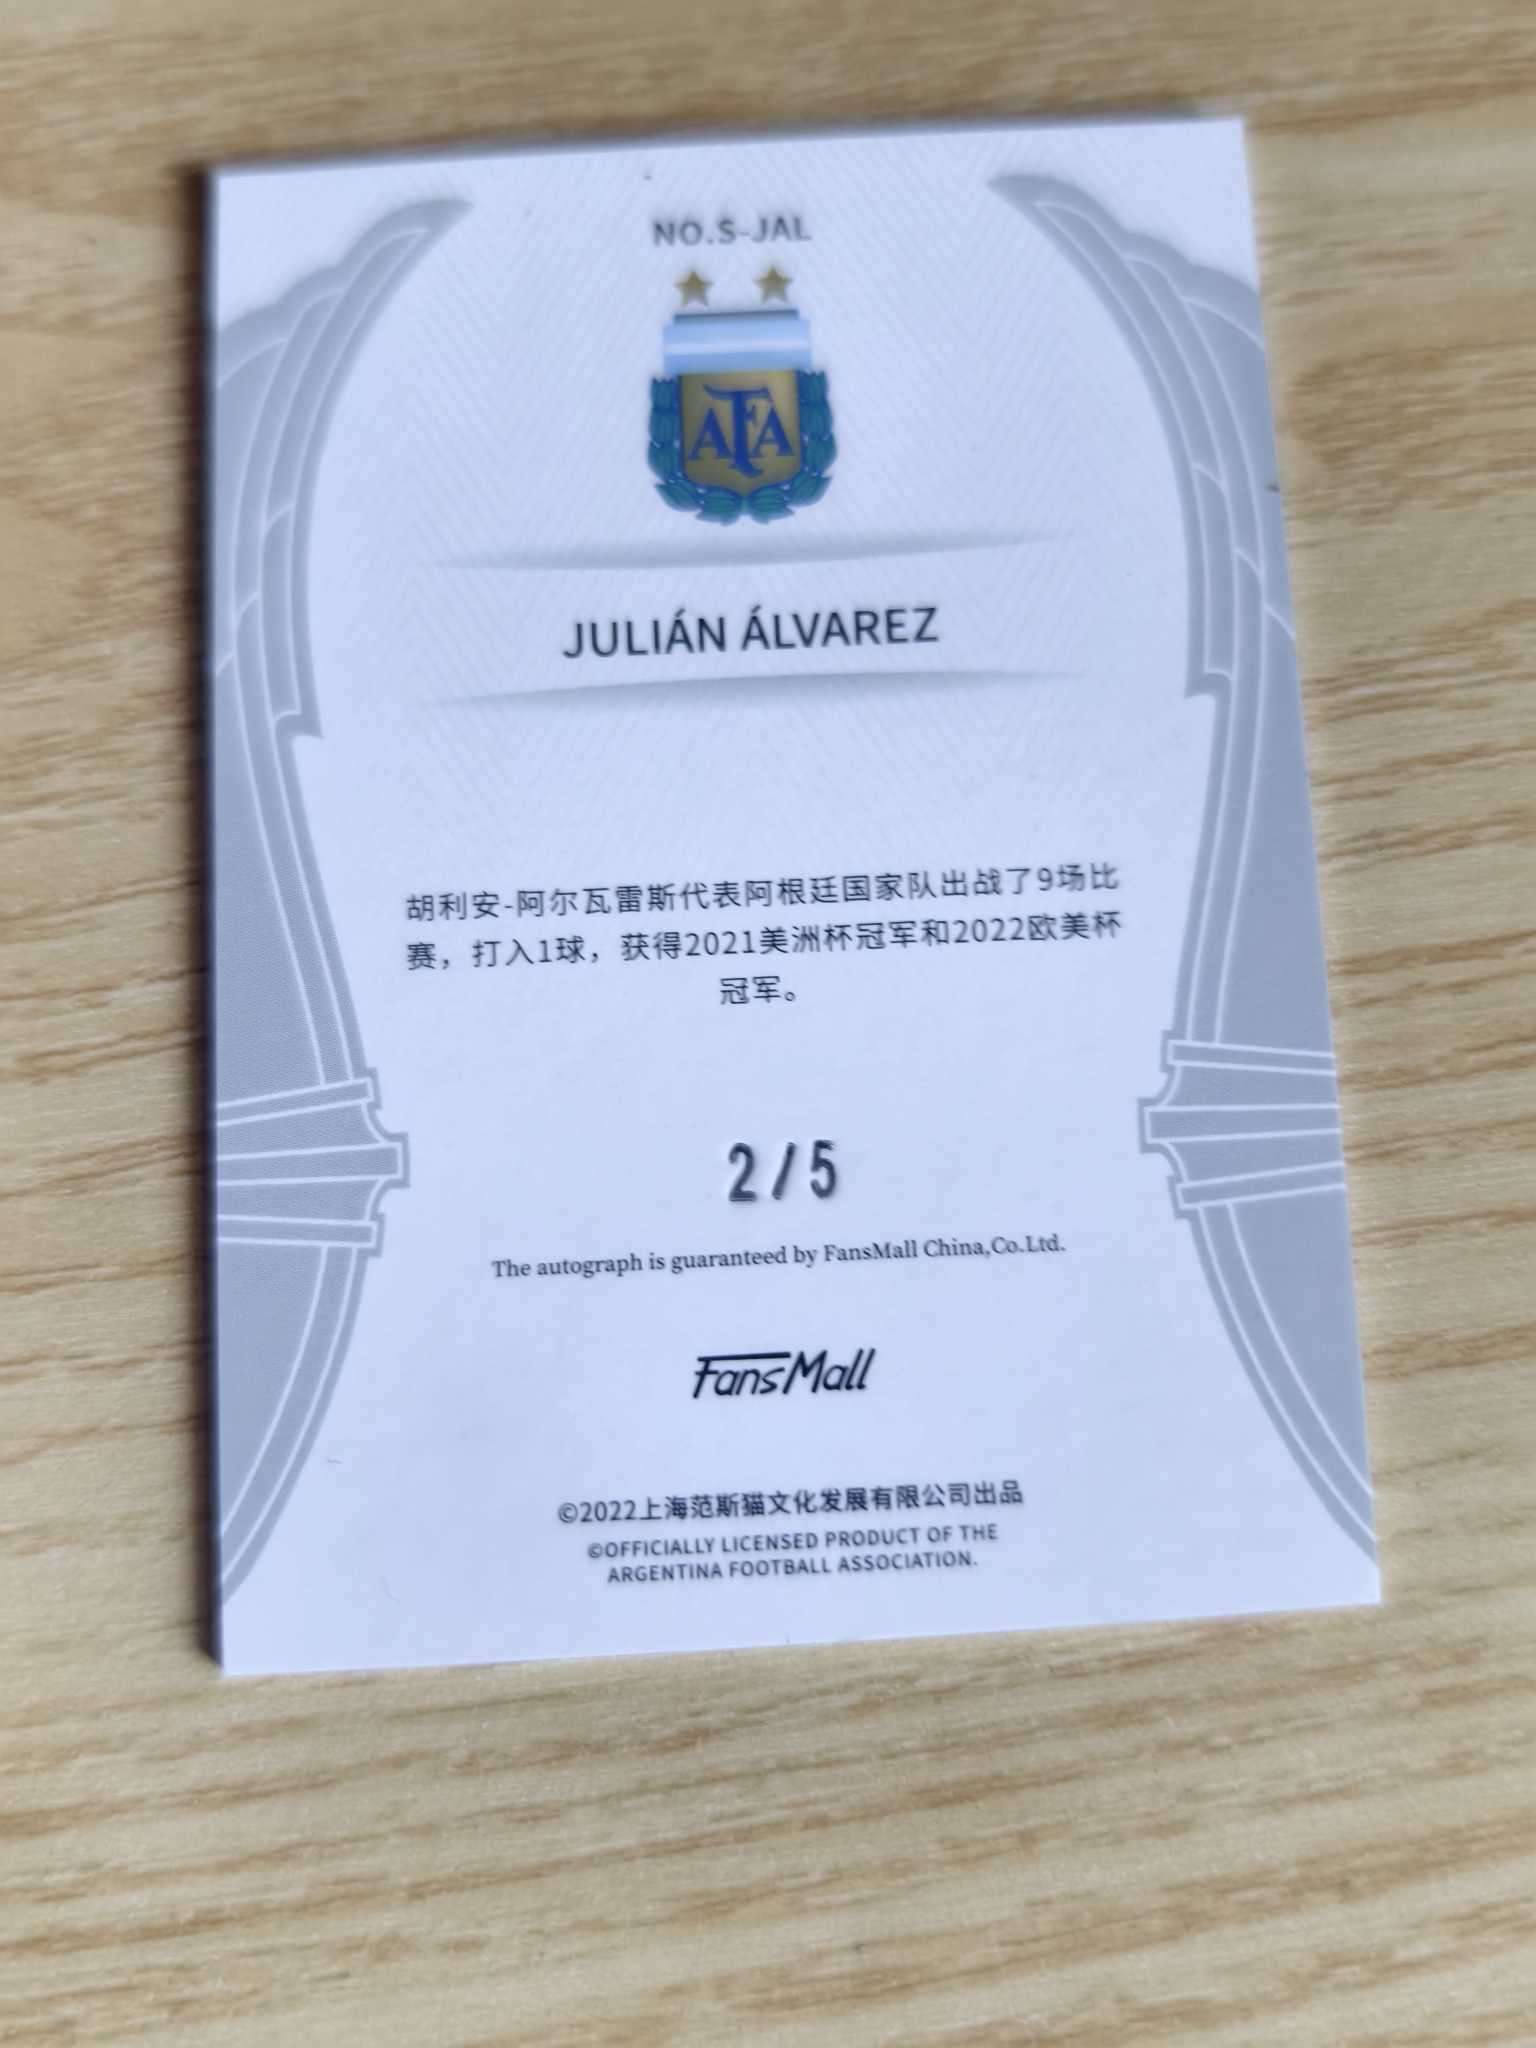 NO.S-JAL
AFA
JULIÁN ÁLVAREZ
胡利安-阿尔瓦雷斯代表阿根廷国家队出战了9场比
赛，打入1球，获得2021美洲杯冠军和2022欧美杯
冠军。
2/5
The autograph is guaranteed by FansMall China,Co.Ltd.
FansMall
©2022上海范斯猫文化发展有限公司出品
©OFFICIALLY LICENSED PRODUCT OF THE
ARGENTINA FOOTBALL ASSOCIATION.